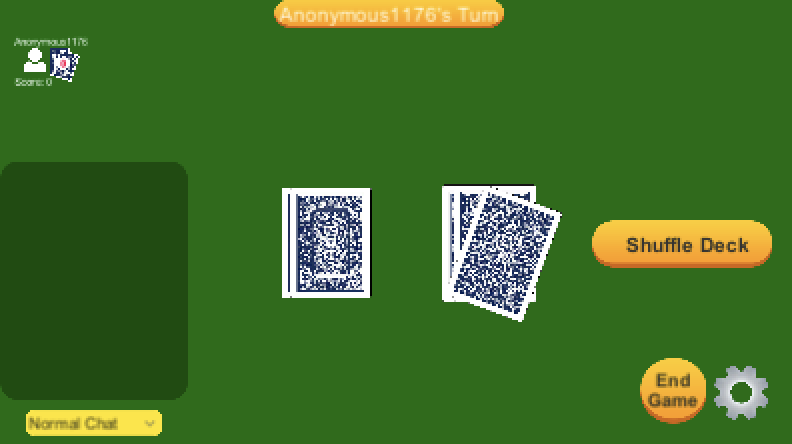 Anonymous1176's Turn
Anonymous1176
Score: 0
Shuffle Deck
End
Game
Normal Chat